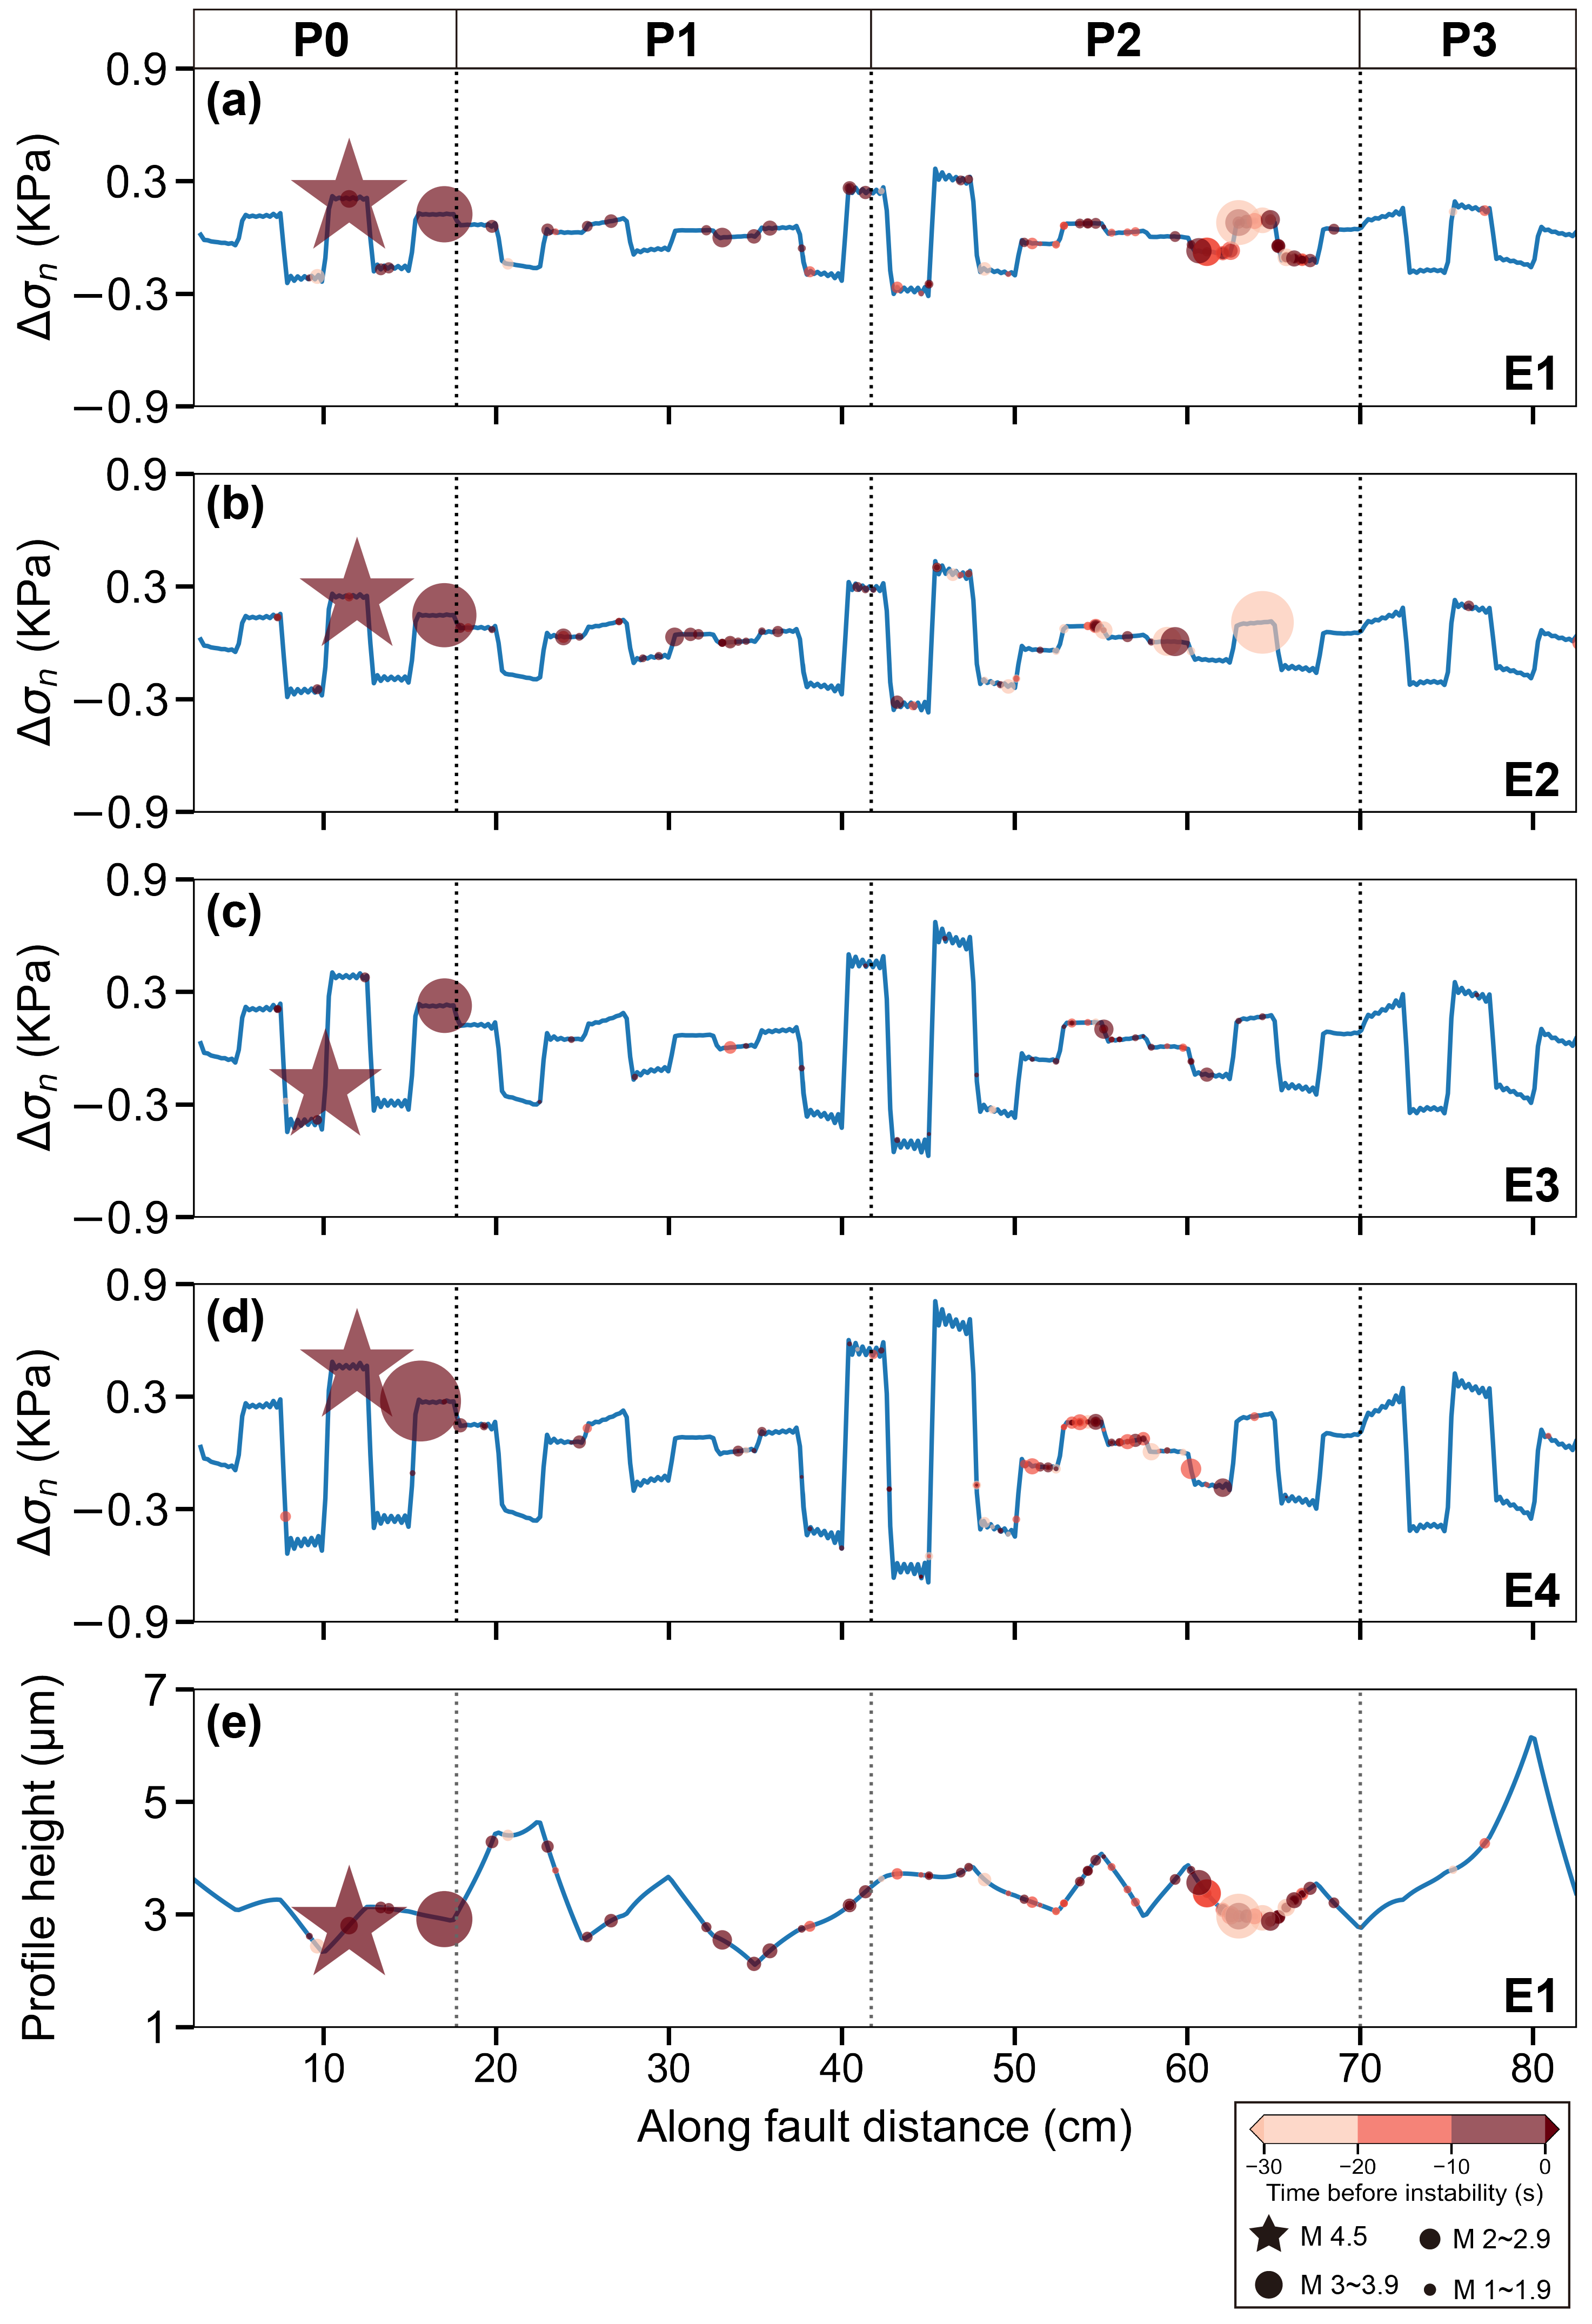 P0 P1 P2 P3
(a)
0.9
0.3
−0.3
−0.9
Δσn (KPa)
E1
(b)
0.9
0.3
−0.3
−0.9
Δσn (KPa)
E2
(c)
0.9
0.3
−0.3
−0.9
Δσn (KPa)
E3
(d)
0.9
0.3
−0.3
−0.9
Δσn (KPa)
E4
(e)
7
5
3
1
Profile height (μm)
E1
10 20 30 40 50 60 70 80
Along fault distance (cm)
−30 −20 −10 0
Time before instability (s)
M 4.5 M 2~2.9
M 3~3.9 M 1~1.9